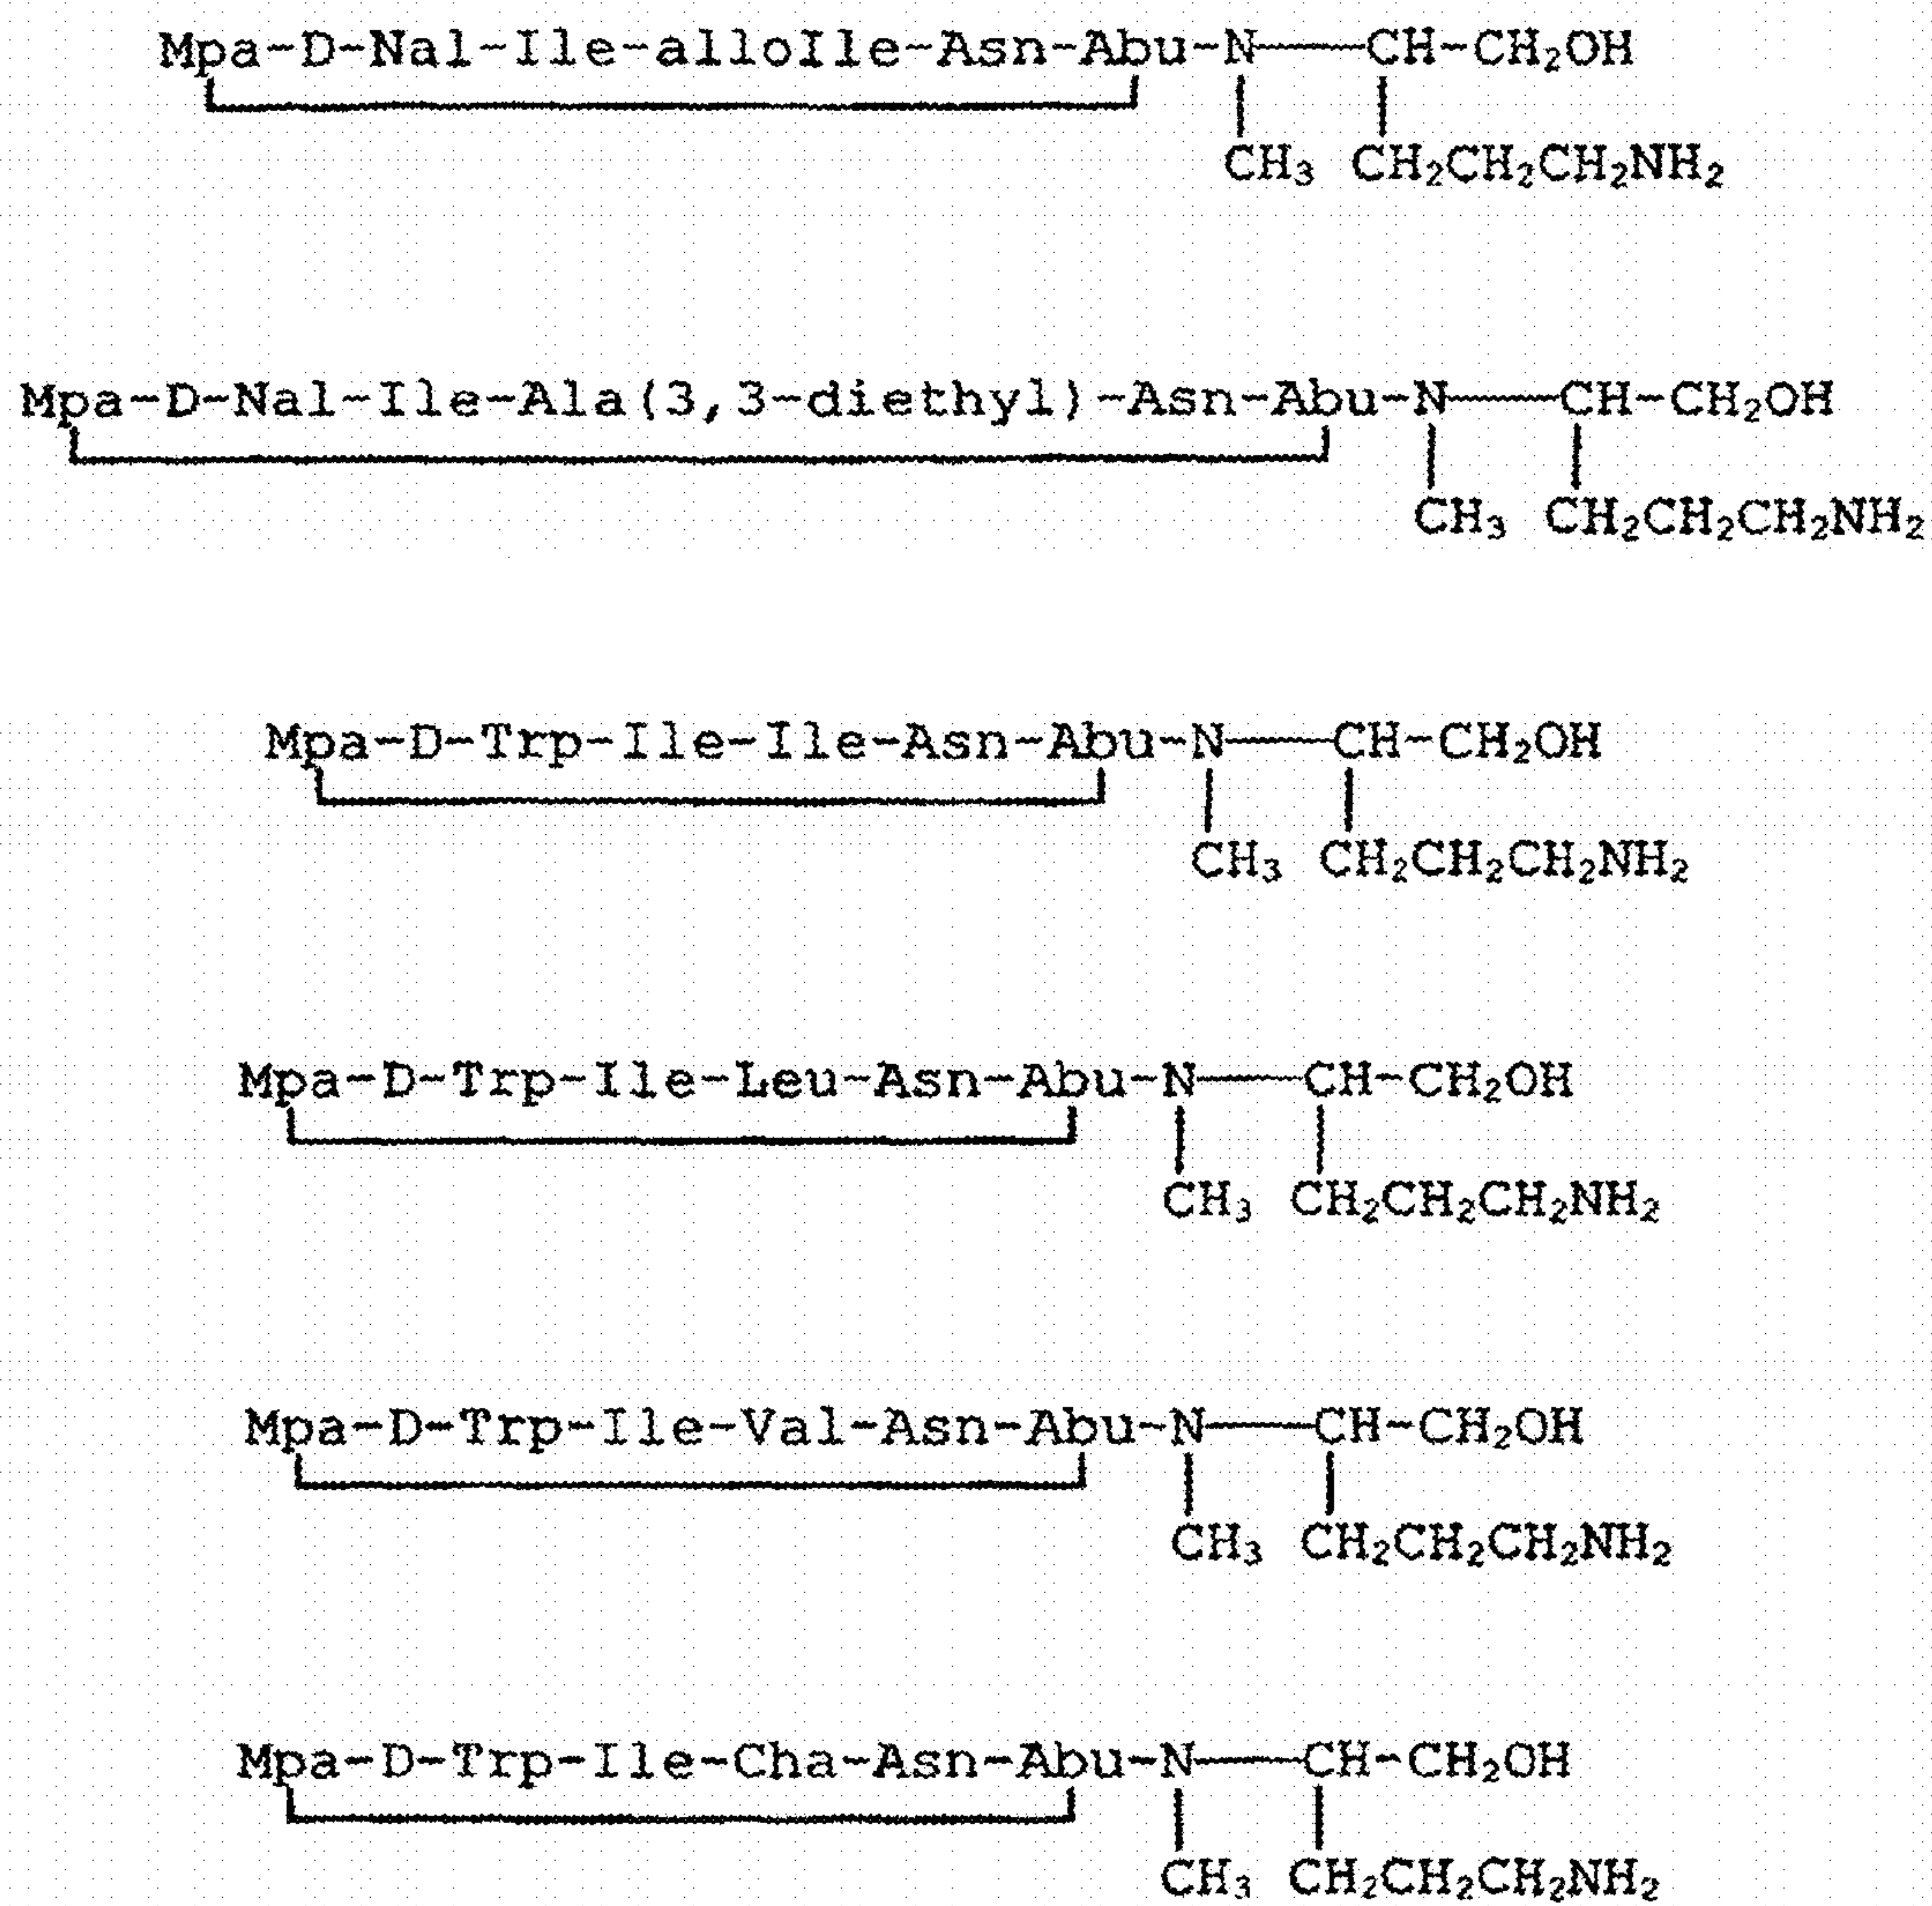 Mpa-D-Nal-Ile-alloIle-Asn-Abu-N—CH-CH₂OH
CH₃ CH₂CH₂CH₂NH₂
Mpa-D-Nal-Ile-Ala(3,3-diethyl)-Asn-Abu-N—CH-CH₂OH
CH₃ CH₂CH₂CH₂NH₂
Mpa-D-Trp-Ile-Ile-Asn-Abu-N—CH-CH₂OH
CH₃ CH₂CH₂CH₂NH₂
Mpa-D-Trp-Ile-Leu-Asn-Abu-N—CH-CH₂OH
CH₃ CH₂CH₂CH₂NH₂
Mpa-D-Trp-Ile-Val-Asn-Abu-N—CH-CH₂OH
CH₃ CH₂CH₂CH₂NH₂
Mpa-D-Trp-Ile-Cha-Asn-Abu-N—CH-CH₂OH
CH₃ CH₂CH₂CH₂NH₂